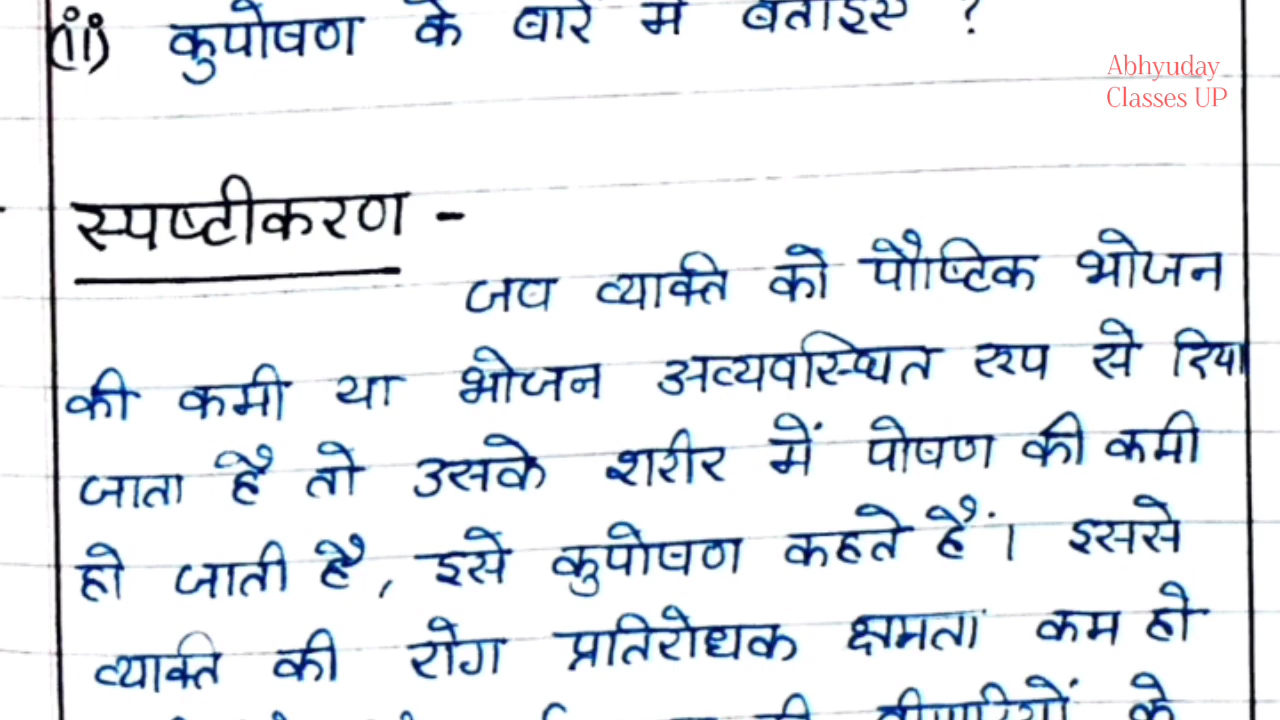 (ii) कुपोषण के बारे में बताइए ?
Abhyuday
Classes UP
स्पष्टीकरण -
जब व्यक्ति को पौष्टिक भोजन
की कमी या भोजन अव्यवस्थित रूप से दिया
जाता है तो उसके शरीर में पोषण की कमी
हो जाती है, इसे कुपोषण कहते हैं। इससे
व्यक्ति की रोग प्रतिरोधक क्षमता कम हो